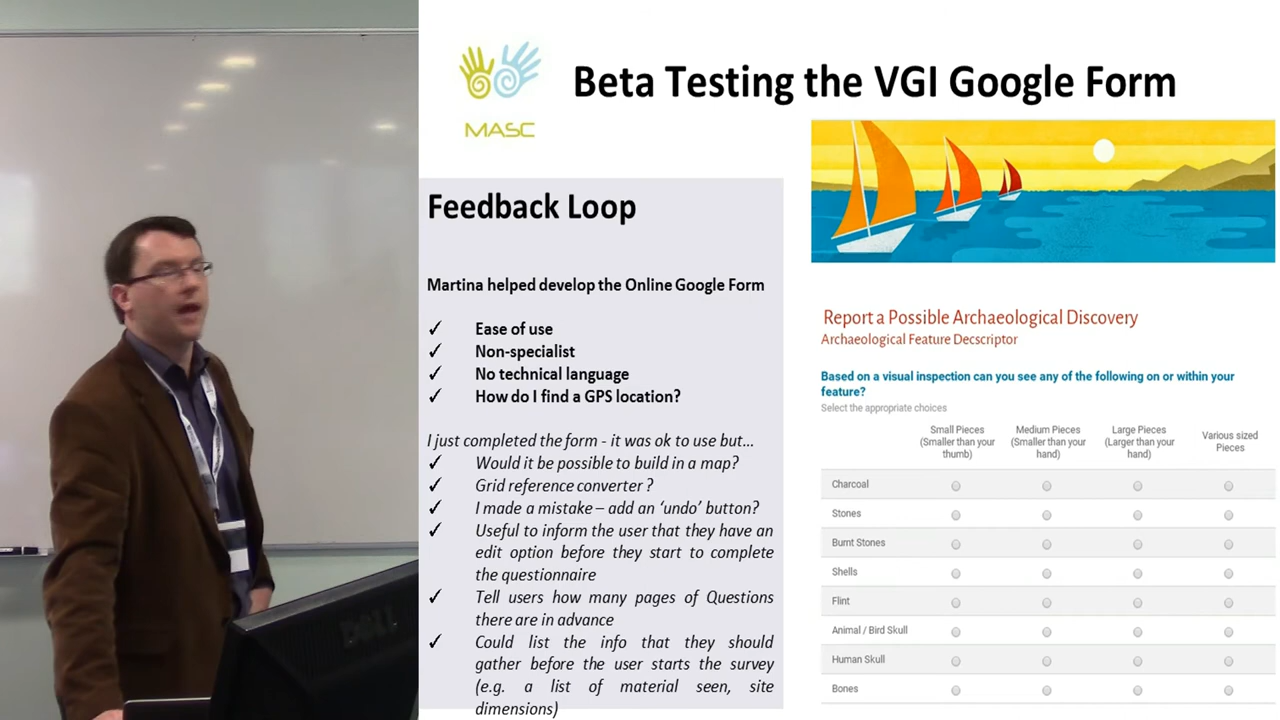 MASC
Beta Testing the VGI Google Form
Feedback Loop
Martina helped develop the Online Google Form
✓ Ease of use
✓ Non-specialist
✓ No technical language
✓ How do I find a GPS location?
I just completed the form - it was ok to use but...
✓ Would it be possible to build in a map?
✓ Grid reference converter ?
✓ I made a mistake – add an ‘undo’ button?
✓ Useful to inform the user that they have an
edit option before they start to complete
the questionnaire
✓ Tell users how many pages of Questions
there are in advance
✓ Could list the info that they should
gather before the user starts the survey
(e.g. a list of material seen, site
dimensions)
Report a Possible Archaeological Discovery
Archaeological Feature Decscriptor
Based on a visual inspection can you see any of the following on or within your
feature?
Select the appropriate choices
Small Pieces
(Smaller than your
thumb)
Medium Pieces
(Smaller than your
hand)
Large Pieces
(Larger than your
hand)
Various sized
Pieces
Charcoal
Stones
Burnt Stones
Shells
Flint
Animal / Bird Skull
Human Skull
Bones
DELL